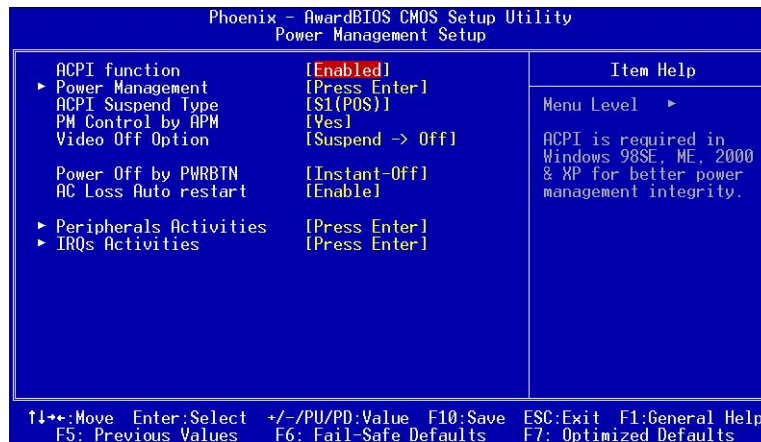 Phoenix - AwardBIOS CMOS Setup Utility
Power Management Setup
ACPI function [Enabled]
► Power Management [Press Enter]
ACPI Suspend Type [S1(POS)]
PM Control by APM [Yes]
Video Off Option [Suspend -> Off]
Power Off by PWRBTN [Instant-Off]
AC Loss Auto restart [Enable]
► Peripherals Activities [Press Enter]
► IRQs Activities [Press Enter]
Item Help
Menu Level ►
ACPI is required in
Windows 98SE, ME, 2000
& XP for better power
management integrity.
↑↓→←:Move Enter:Select +/-/PU/PD:Value F10:Save ESC:Exit F1:General Help
F5: Previous Values F6: Fail-Safe Defaults F7: Optimized Defaults